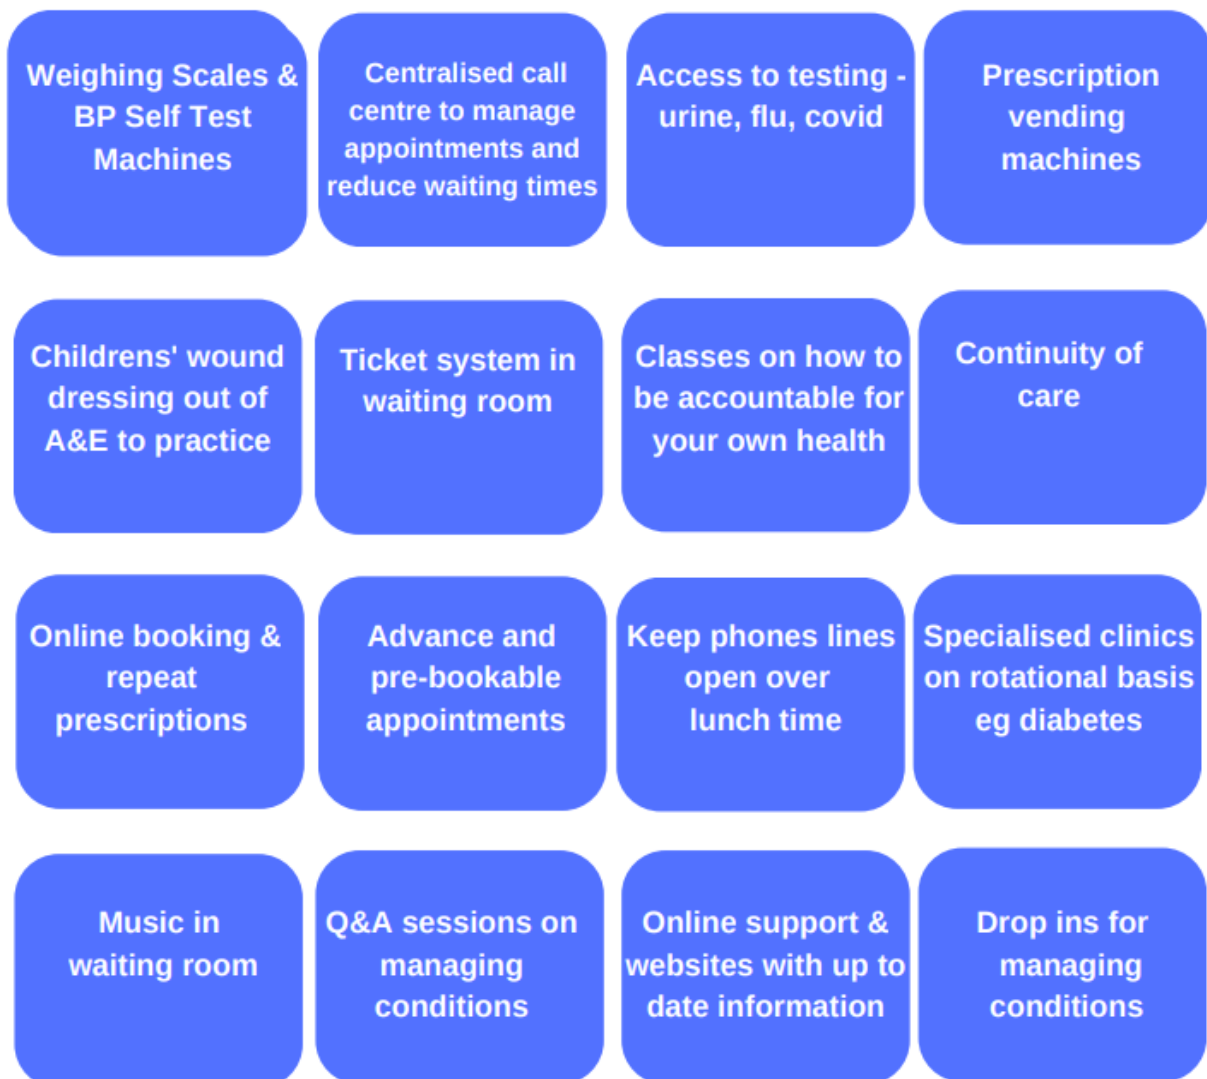 Weighing Scales &
BP Self Test
Machines
Centralised call
centre to manage
appointments and
reduce waiting times
Access to testing -
urine, flu, covid
Prescription
vending
machines
Childrens' wound
dressing out of
A&E to practice
Ticket system in
waiting room
Classes on how to
be accountable for
your own health
Continuity of
care
Online booking &
repeat
prescriptions
Advance and
pre-bookable
appointments
Keep phones lines
open over
lunch time
Specialised clinics
on rotational basis
eg diabetes
Music in
waiting room
Q&A sessions on
managing
conditions
Online support &
websites with up to
date information
Drop ins for
managing
conditions